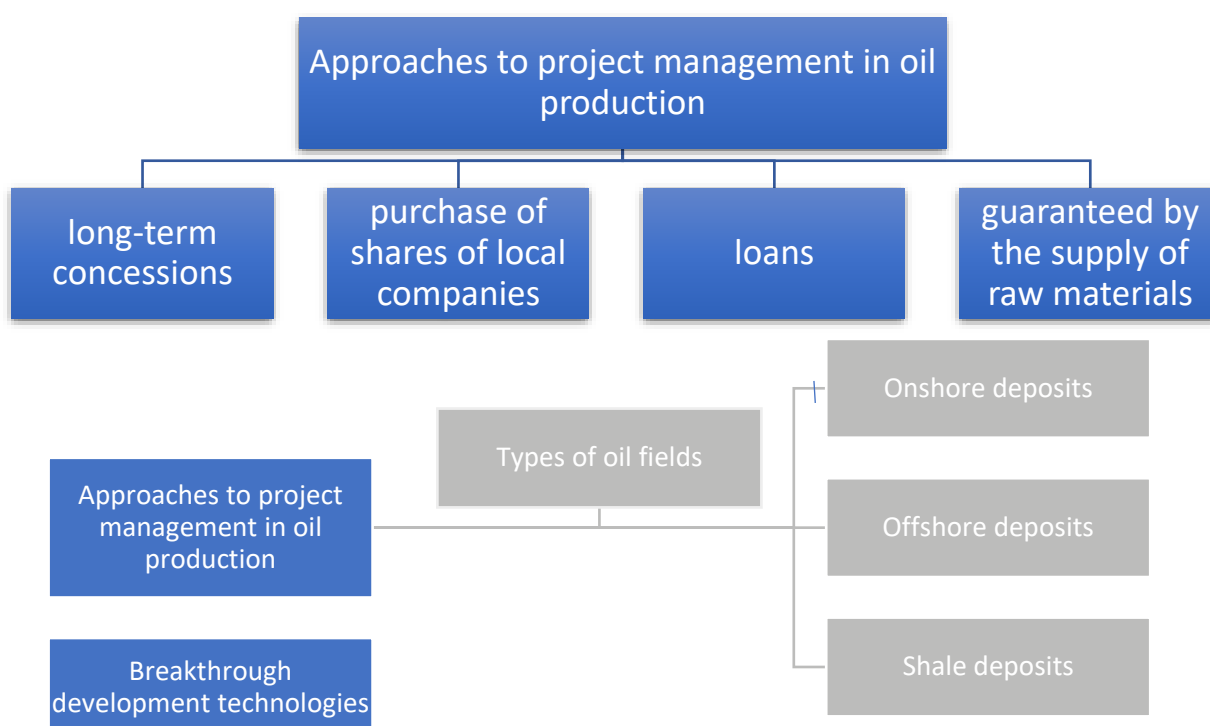 Approaches to project management in oil
production
long-term
concessions
purchase of
shares of local
companies
loans
guaranteed by
the supply of
raw materials
Onshore deposits
Types of oil fields
Approaches to project
management in oil
production
Offshore deposits
Breakthrough
development technologies
Shale deposits